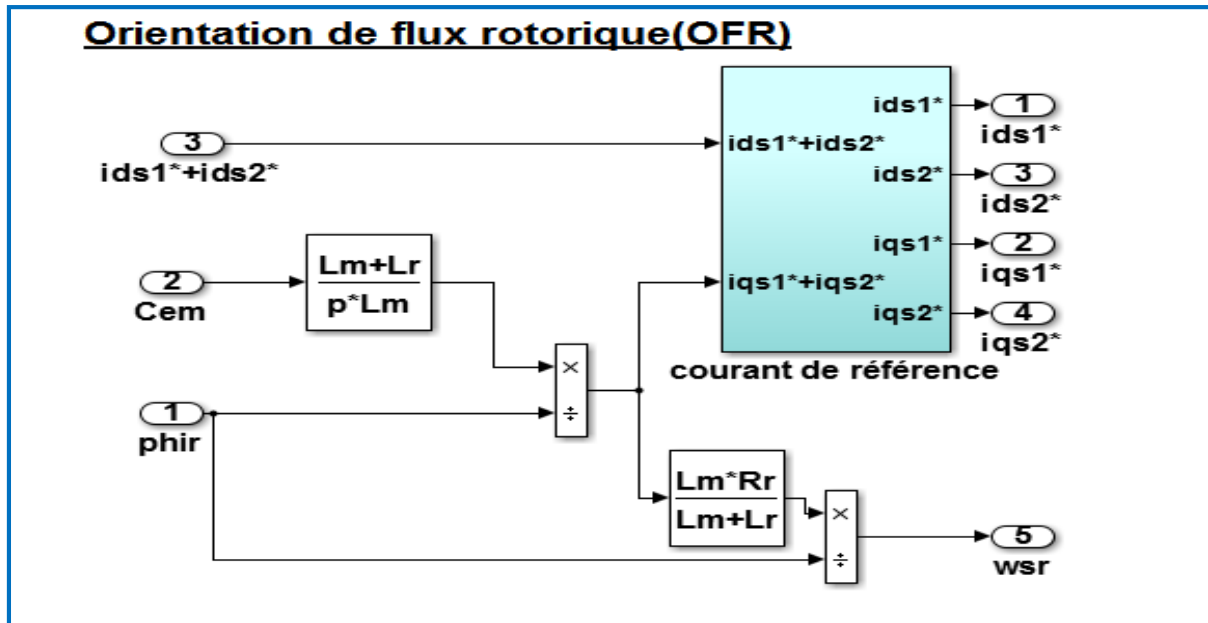 Orientation de flux rotorique(OFR)
3
ids1*+ids2*
2
Cem
1
phir
Lm+Lr
p*Lm
×
÷
ids1*+ids2*
iqs1*+iqs2*
ids1*
ids2*
iqs1*
iqs2*
courant de référence
1
ids1*
3
ids2*
2
iqs1*
4
iqs2*
Lm*Rr
Lm+Lr
×
÷
5
wsr